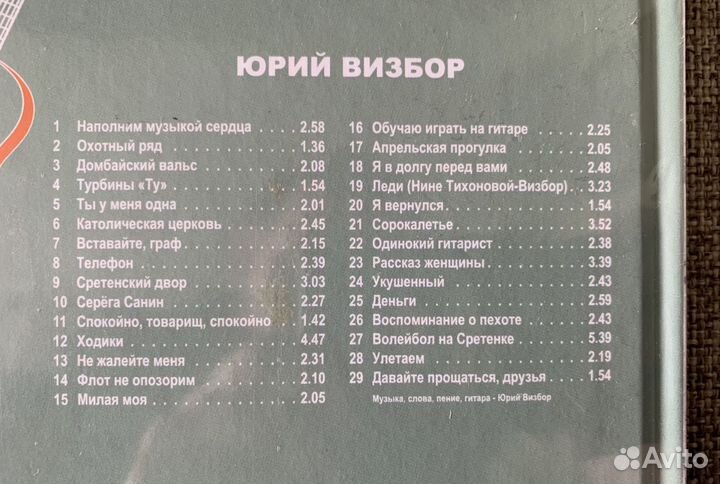 ЮРИЙ ВИЗБОР
1 Наполним музыкой сердца . . . . 2.58
2 Охотный ряд . . . . . . . . . . . . . . . . 1.36
3 Домбайский вальс . . . . . . . . . . . 2.08
4 Турбины «Ту» . . . . . . . . . . . . . . . 1.54
5 Ты у меня одна . . . . . . . . . . . . . . 2.01
6 Католическая церковь . . . . . . . . 2.45
7 Вставайте, граф . . . . . . . . . . . . . 2.15
8 Телефон . . . . . . . . . . . . . . . . . . . 2.39
9 Сретенский двор . . . . . . . . . . . . 3.03
10 Серёга Санин . . . . . . . . . . . . . . . 2.27
11 Спокойно, товарищ, спокойно . . 1.42
12 Ходики . . . . . . . . . . . . . . . . . . . . 4.47
13 Не жалейте меня . . . . . . . . . . . . 2.31
14 Флот не опозорим . . . . . . . . . . . 2.10
15 Милая моя . . . . . . . . . . . . . . . . . 2.05
16 Обучаю играть на гитаре . . . . . 2.25
17 Апрельская прогулка . . . . . . . . 2.05
18 Я в долгу перед вами . . . . . . . . 2.48
19 Леди (Нине Тихоновой-Визбор) . 3.23
20 Я вернулся . . . . . . . . . . . . . . . . 1.54
21 Сорокалетье . . . . . . . . . . . . . . . 3.52
22 Одинокий гитарист . . . . . . . . . . 2.38
23 Рассказ женщины . . . . . . . . . . . 3.39
24 Укушенный . . . . . . . . . . . . . . . . 2.43
25 Деньги . . . . . . . . . . . . . . . . . . . 2.59
26 Воспоминание о пехоте . . . . . . 2.43
27 Волейбол на Сретенке . . . . . . . 5.39
28 Улетаем . . . . . . . . . . . . . . . . . . 2.19
29 Давайте прощаться, друзья . . . 1.54
Музыка, слова, пение, гитара - Юрий Визбор
Avito